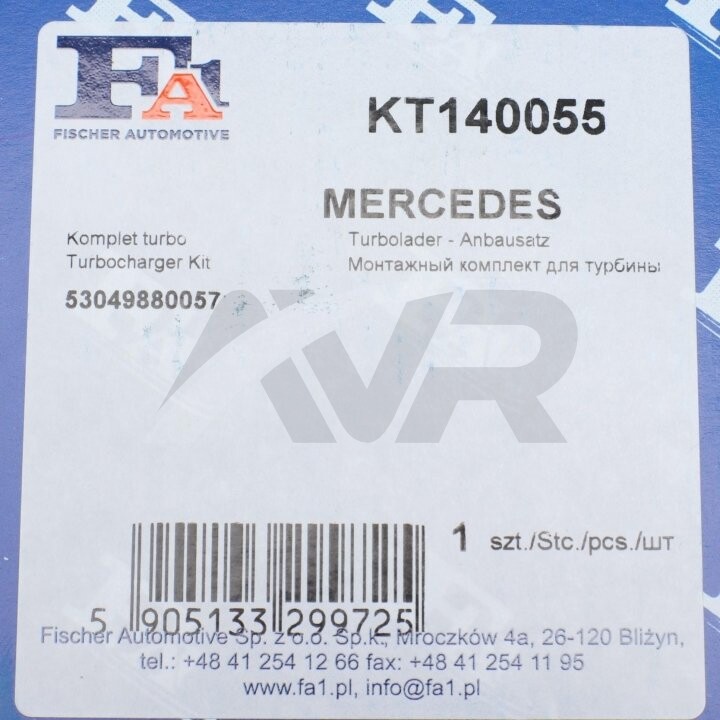 FA1
FISCHER AUTOMOTIVE
KT140055
MERCEDES
Komplet turbo
Turbolader - Anbausatz
Turbocharger Kit
Монтажный комплект для турбины
53049880057
AVR
1 szt./Stc./pcs./шт
5 905133 299725
Fischer Automotive Sp. z o.o. Sp.k., Mroczków 4a, 26-120 Bliżyn,
tel.: +48 41 254 12 66 fax: +48 41 254 11 95
www.fa1.pl, info@fa1.pl